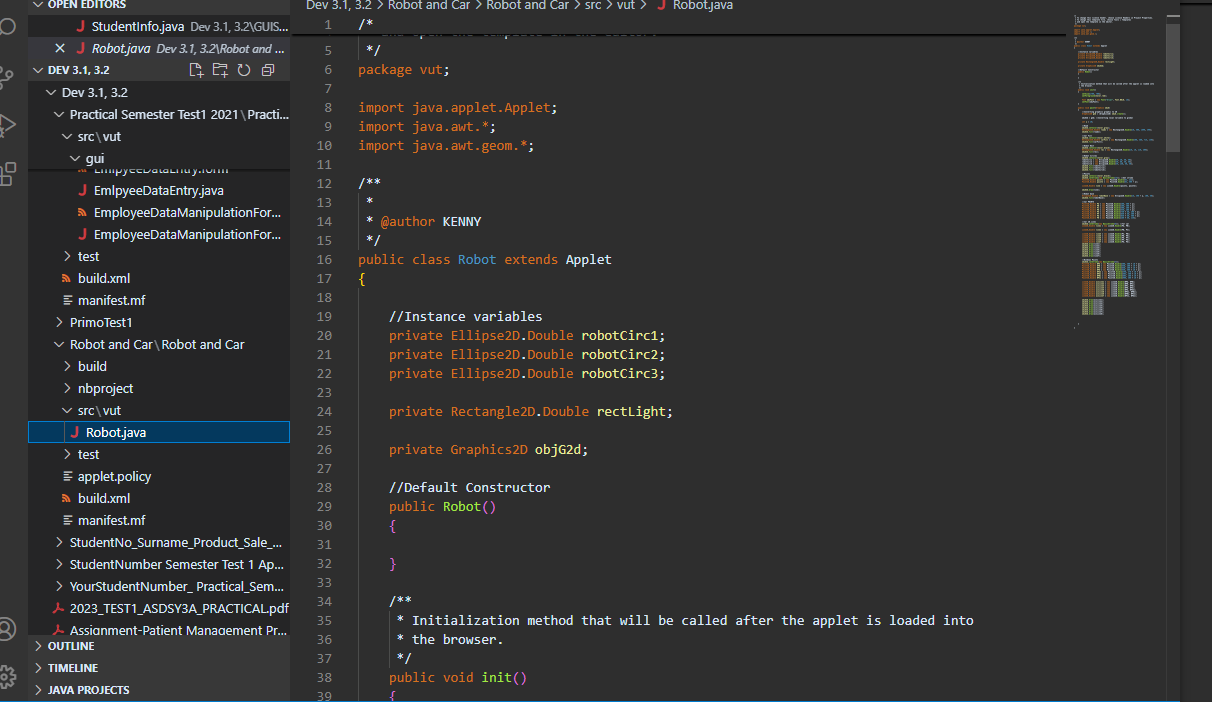 OPEN EDITORS
StudentInfo.java Dev 3.1, 3.2\GUIS...
Robot.java Dev 3.1, 3.2\Robot and ...
DEV 3.1, 3.2
Dev 3.1, 3.2
Practical Semester Test1 2021\Practi...
src\vut
gui
EmlpyeeDataEntry.form
EmlpyeeDataEntry.java
EmployeeDataManipulationFor...
EmployeeDataManipulationFor...
test
build.xml
manifest.mf
PrimoTest1
Robot and Car\Robot and Car
build
nbproject
src\vut
Robot.java
test
applet.policy
build.xml
manifest.mf
StudentNo_Surname_Product_Sale_...
StudentNumber Semester Test 1 Ap...
YourStudentNumber_ Practical_Sem...
2023_TEST1_ASDSY3A_PRACTICAL.pdf
Assignment-Patient Management Pr...
OUTLINE
TIMELINE
JAVA PROJECTS
Dev 3.1, 3.2 > Robot and Car > Robot and Car > src > vut > Robot.java
1 /*
5 */
6 package vut;
7
8 import java.applet.Applet;
9 import java.awt.*;
10 import java.awt.geom.*;
11
12 /**
13 *
14 * @author KENNY
15 */
16 public class Robot extends Applet
17 {
18
19 //Instance variables
20 private Ellipse2D.Double robotCirc1;
21 private Ellipse2D.Double robotCirc2;
22 private Ellipse2D.Double robotCirc3;
23
24 private Rectangle2D.Double rectLight;
25
26 private Graphics2D objG2d;
27
28 //Default Constructor
29 public Robot()
30 {
31
32 }
33
34 /**
35 * Initialization method that will be called after the applet is loaded into
36 * the browser.
37 */
38 public void init()
39 {